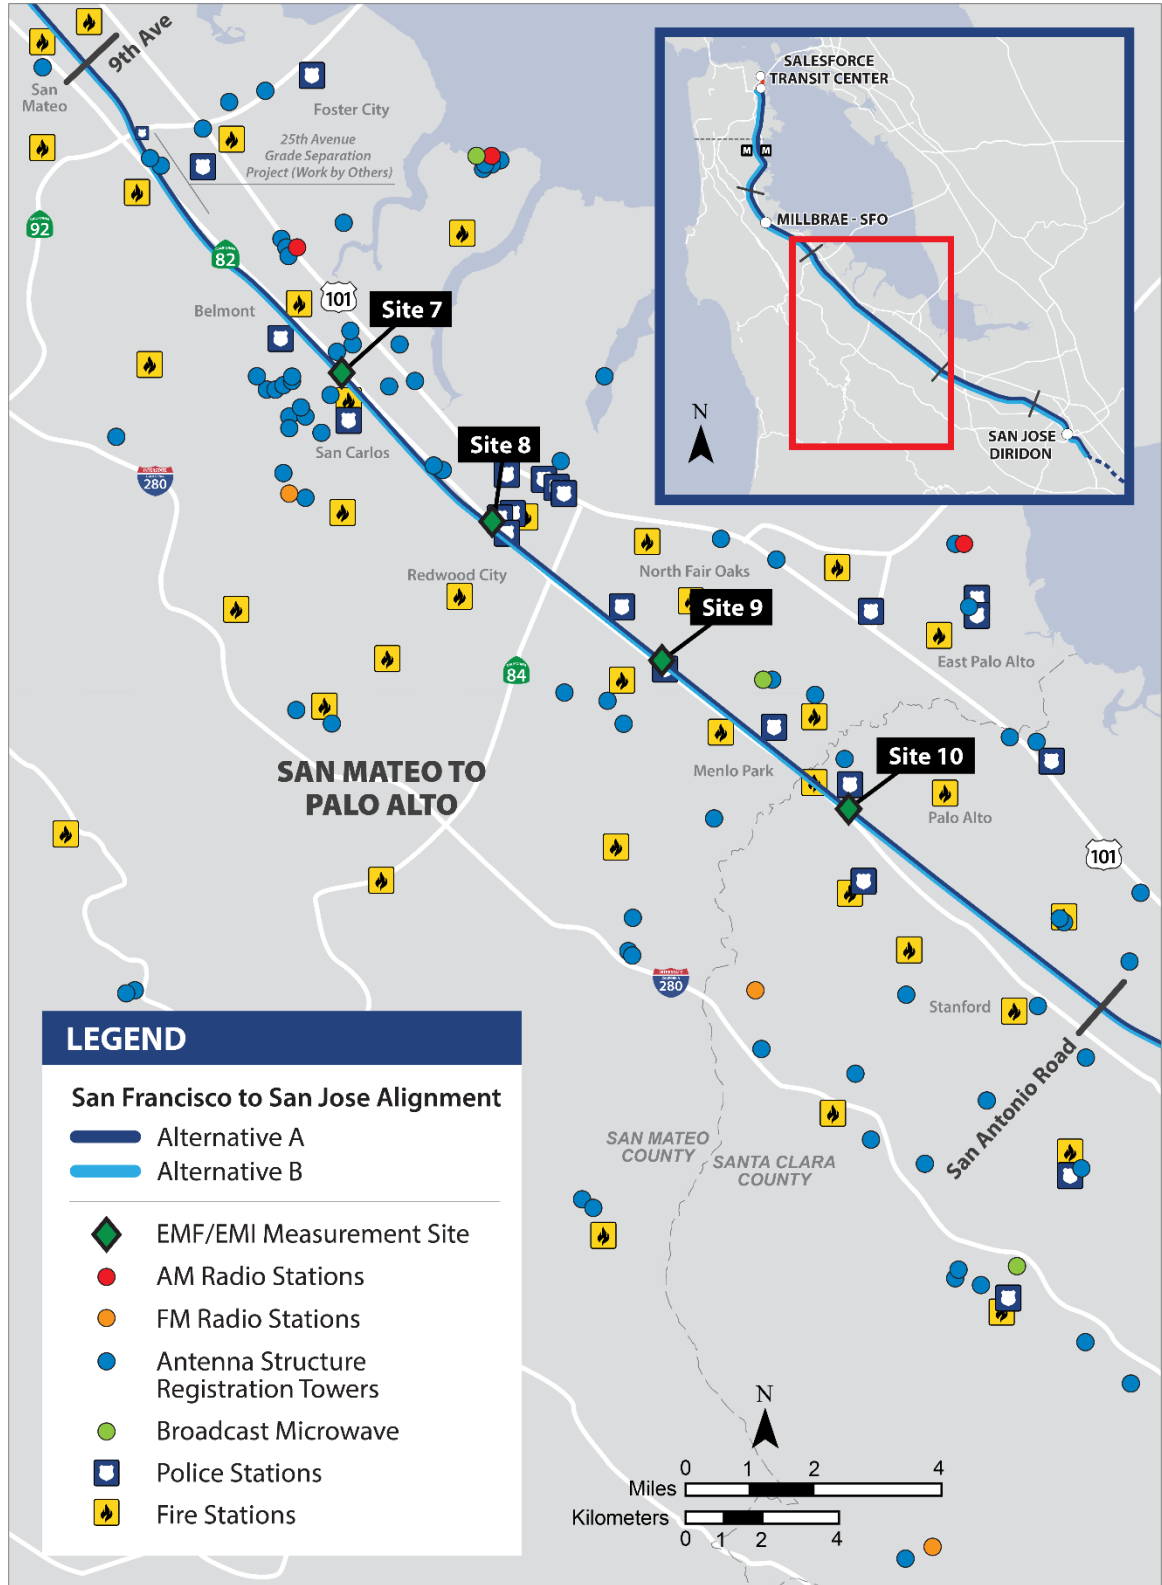 9th Ave
San
Mateo
Foster City
25th Avenue
Grade Separation
Project (Work by Others)
92
82
Belmont
101
Site 7
San Carlos
280
Site 8
Redwood City
North Fair Oaks
Site 9
84
East Palo Alto
SAN MATEO TO
PALO ALTO
Menlo Park
Site 10
Palo Alto
101
280
Stanford
San Antonio Road
SAN MATEO
COUNTY
SANTA CLARA
COUNTY
SALESFORCE
TRANSIT CENTER
M M
MILLBRAE - SFO
N
SAN JOSE
DIRIDON
LEGEND
San Francisco to San Jose Alignment
Alternative A
Alternative B
EMF/EMI Measurement Site
AM Radio Stations
FM Radio Stations
Antenna Structure
Registration Towers
Broadcast Microwave
Police Stations
Fire Stations
N
0 1 2 4
Miles
Kilometers
0 1 2 4